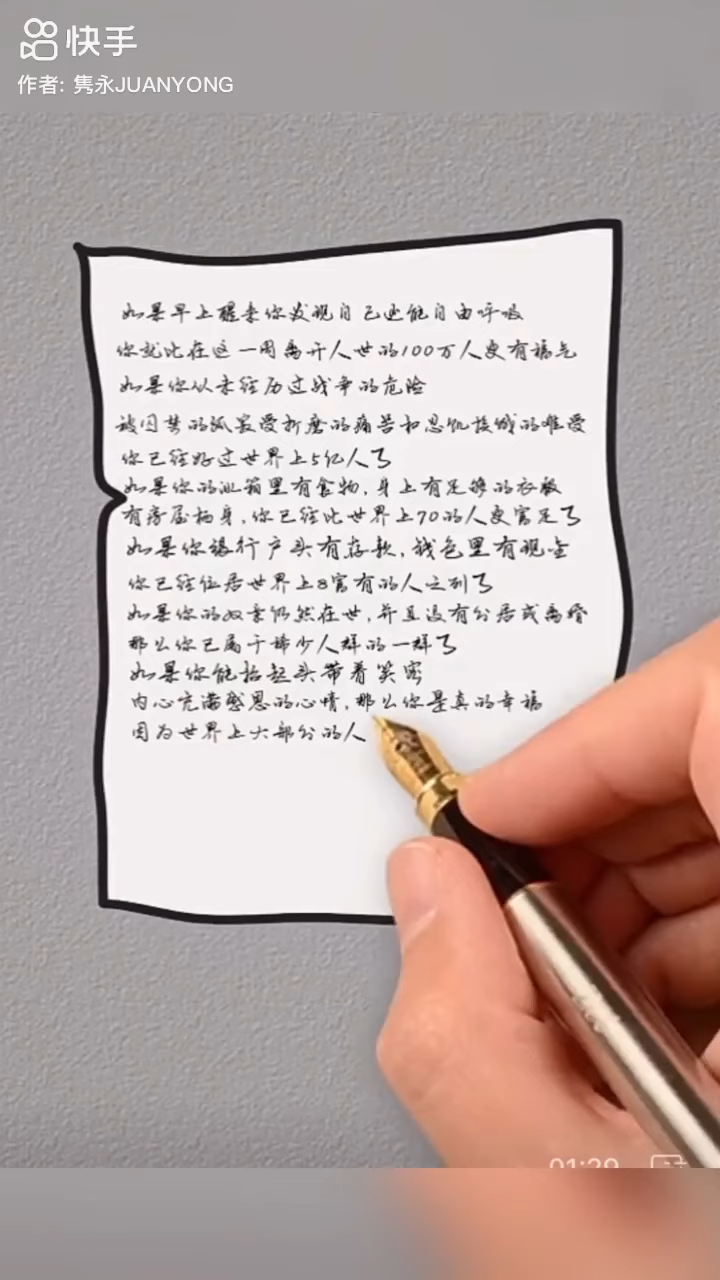 快手
作者: 隽永JUANYONG
如果早上醒来你发现自己还能自由呼吸
你就比在这一周离开人世的100万人更有福气
如果你从未经历过战争的危险
被囚禁的孤寂受折磨的痛苦和忍饥挨饿的难受
你已经好过世界上5亿人了
如果你的冰箱里有食物,身上有足够的衣服
有房屋栖身,你已经比世界上70的人更富足了
如果你银行户头有存款,钱包里有现金
你已经位居世界上8富有的人之列了
如果你的双亲仍然在世,并且没有分居或离婚
那么你已属于稀少人群的一群了
如果你能抬起头带着笑容
内心充满感恩的心情,那么你是真的幸福
因为世界上大部分的人